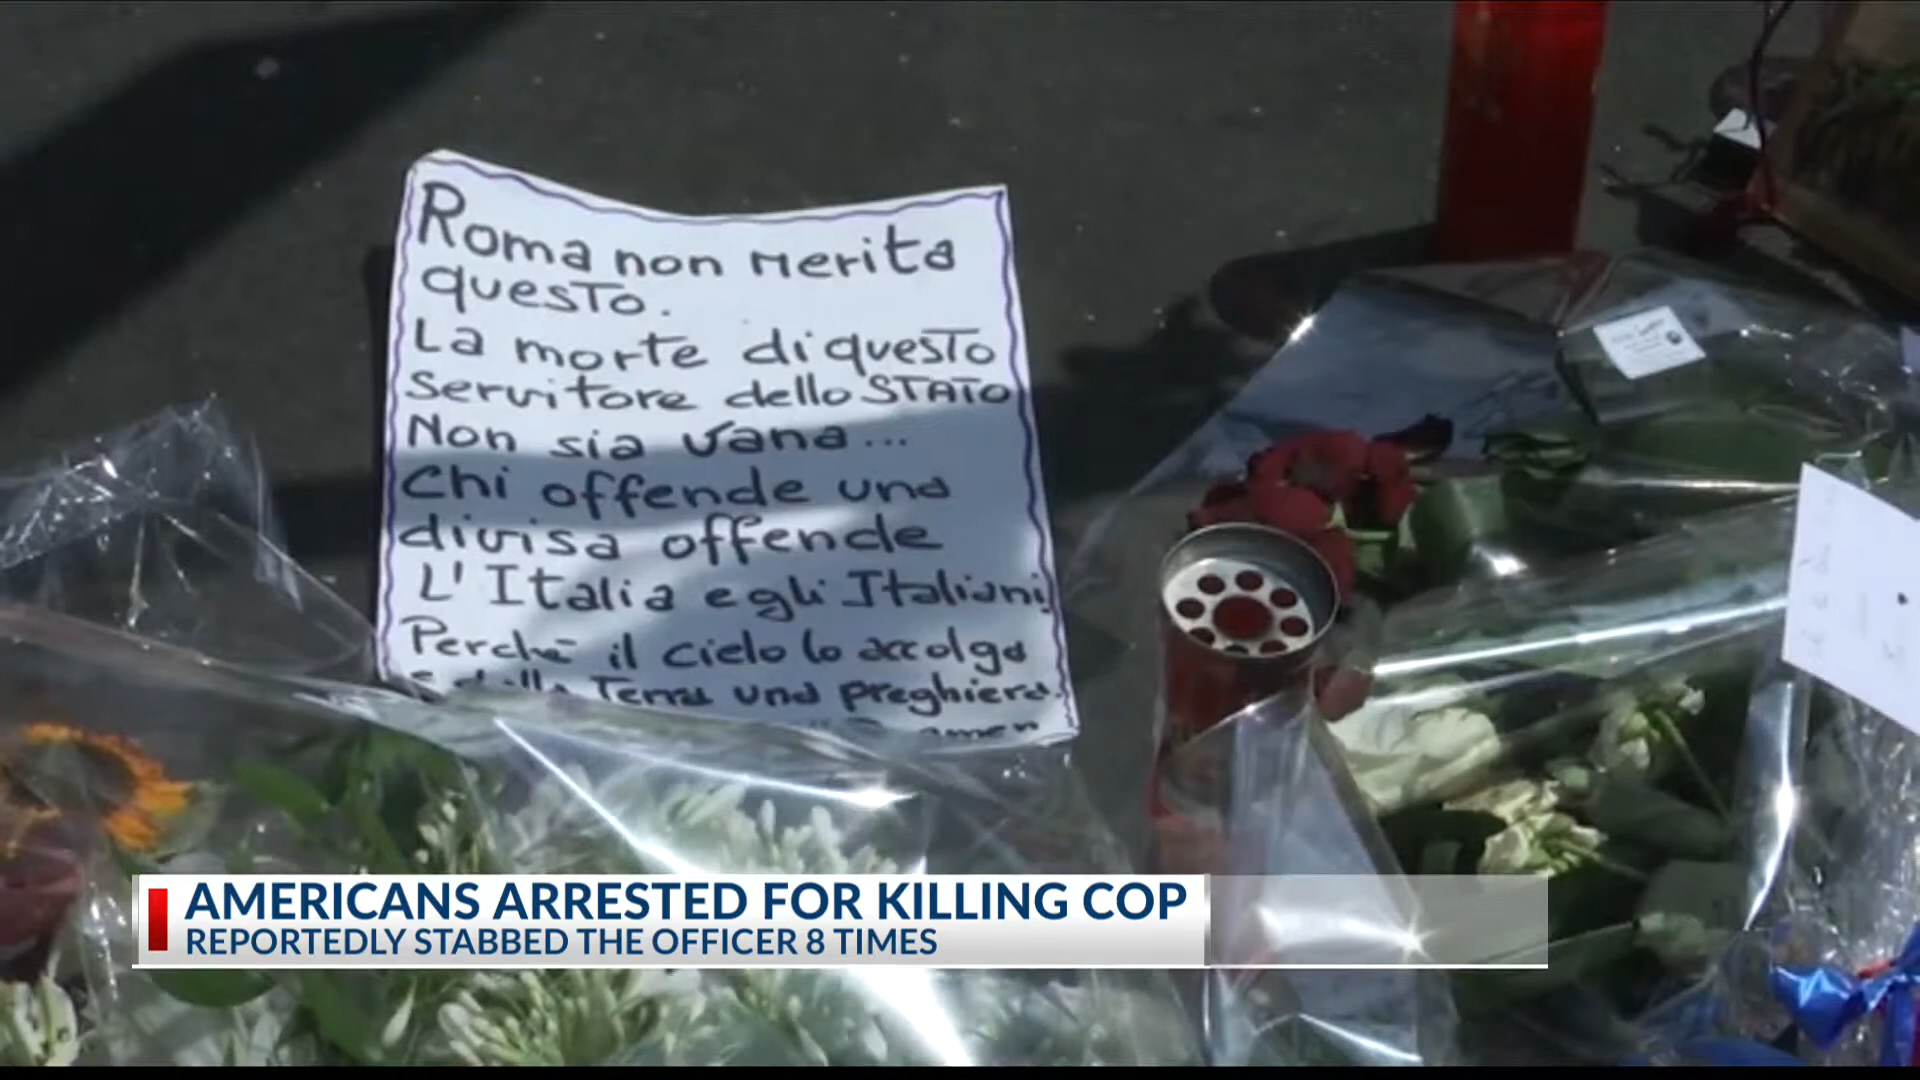 Roma non merita
questo.
La morte di questo
servitore dello STATO
Non sia vana...
Chi offende una
divisa offende
L'Italia e gli Italiani
Perchè il cielo lo accolga
Terra una preghiera.
AMERICANS ARRESTED FOR KILLING COP
REPORTEDLY STABBED THE OFFICER 8 TIMES